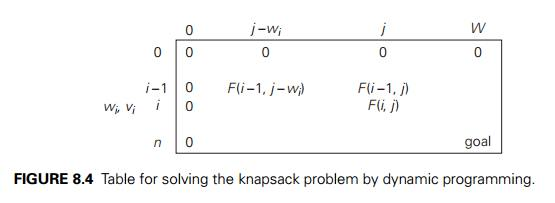 0 j–wi j W
0 0 0 0 0
i–1 0 F(i–1, j–wi) F(i–1, j)
wi, vi i 0 F(i, j)
n 0 goal
FIGURE 8.4 Table for solving the knapsack problem by dynamic programming.